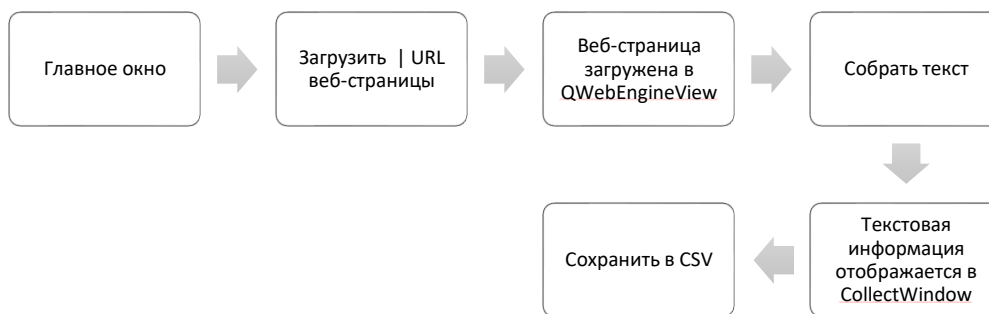 Главное окно
Загрузить | URL
веб-страницы
Веб-страница
загружена в
QWebEngineView
Собрать текст
Текстовая
информация
отображается в
CollectWindow
Сохранить в CSV